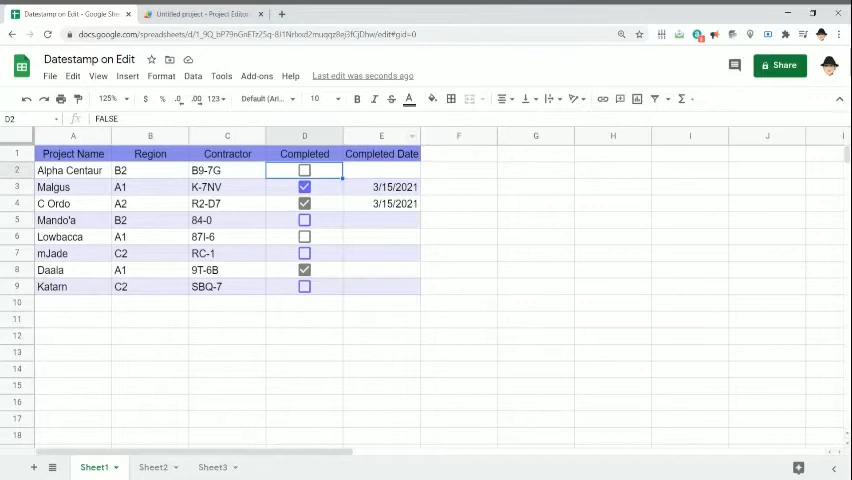 Datestamp on Edit - Google She
Untitled project - Project Editor
docs.google.com/spreadsheets/d/1_9Q_bP79nGnETz25q-8J1Nrlxxd2muqqz8ej3fCjDhw/edit#gid=0
Datestamp on Edit
File Edit View Insert Format Data Tools Add-ons Help Last edit was seconds ago
Share
125% $ % .0 .00 123 Default (Ari... 10 B I S A
D2 fx FALSE
A B C D E F G H I J
1 Project Name Region Contractor Completed Completed Date
2 Alpha Centaur B2 B9-7G
3 Malgus A1 K-7NV 3/15/2021
4 C Ordo A2 R2-D7 3/15/2021
5 Mando'a B2 84-0
6 Lowbacca A1 87I-6
7 mJade C2 RC-1
8 Daala A1 9T-6B
9 Katarn C2 SBQ-7
10
11
12
13
14
15
16
17
18
Sheet1 Sheet2 Sheet3